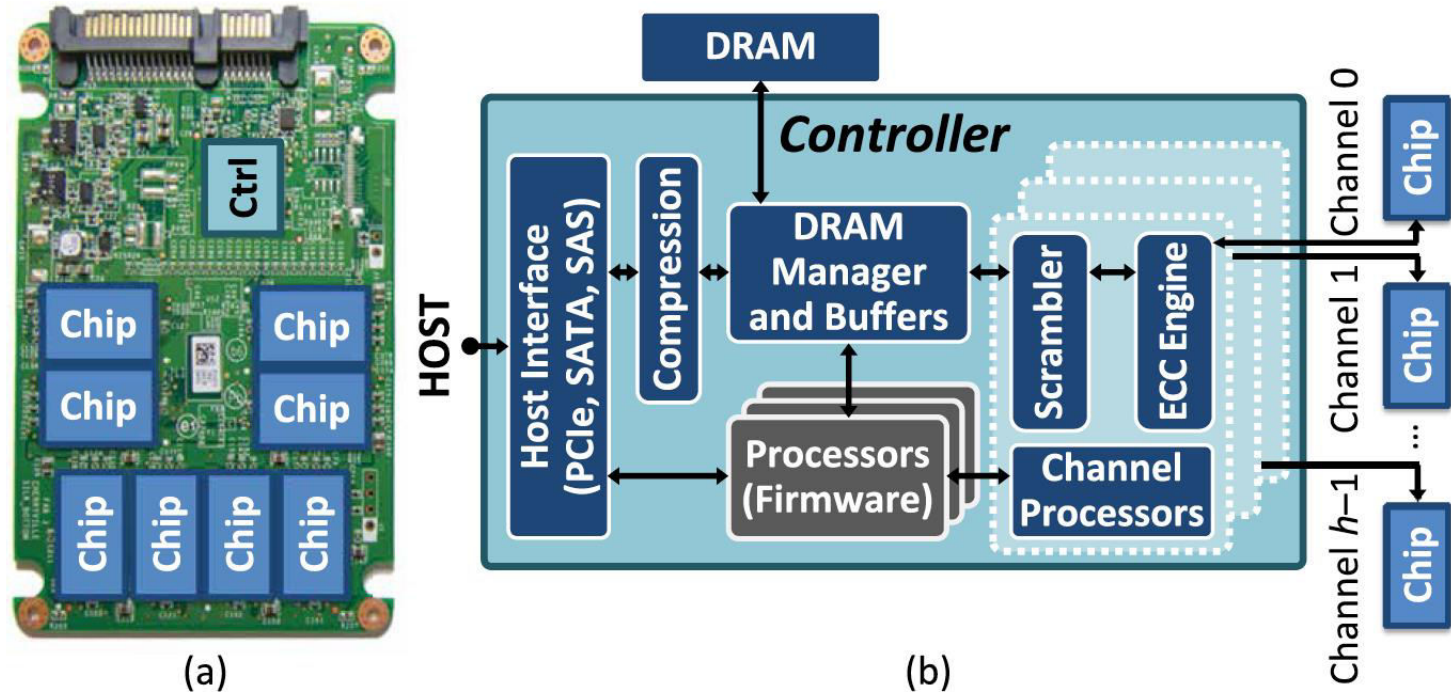 Ctrl
Chip
Chip
Chip
Chip
Chip
Chip
Chip
Chip
(a)
DRAM
Controller
HOST
Host Interface
(PCIe, SATA, SAS)
Compression
DRAM
Manager
and Buffers
Processors
(Firmware)
Scrambler
ECC Engine
Channel
Processors
Channel 0
Chip
Channel 1
Chip
...
Channel h–1
Chip
(b)